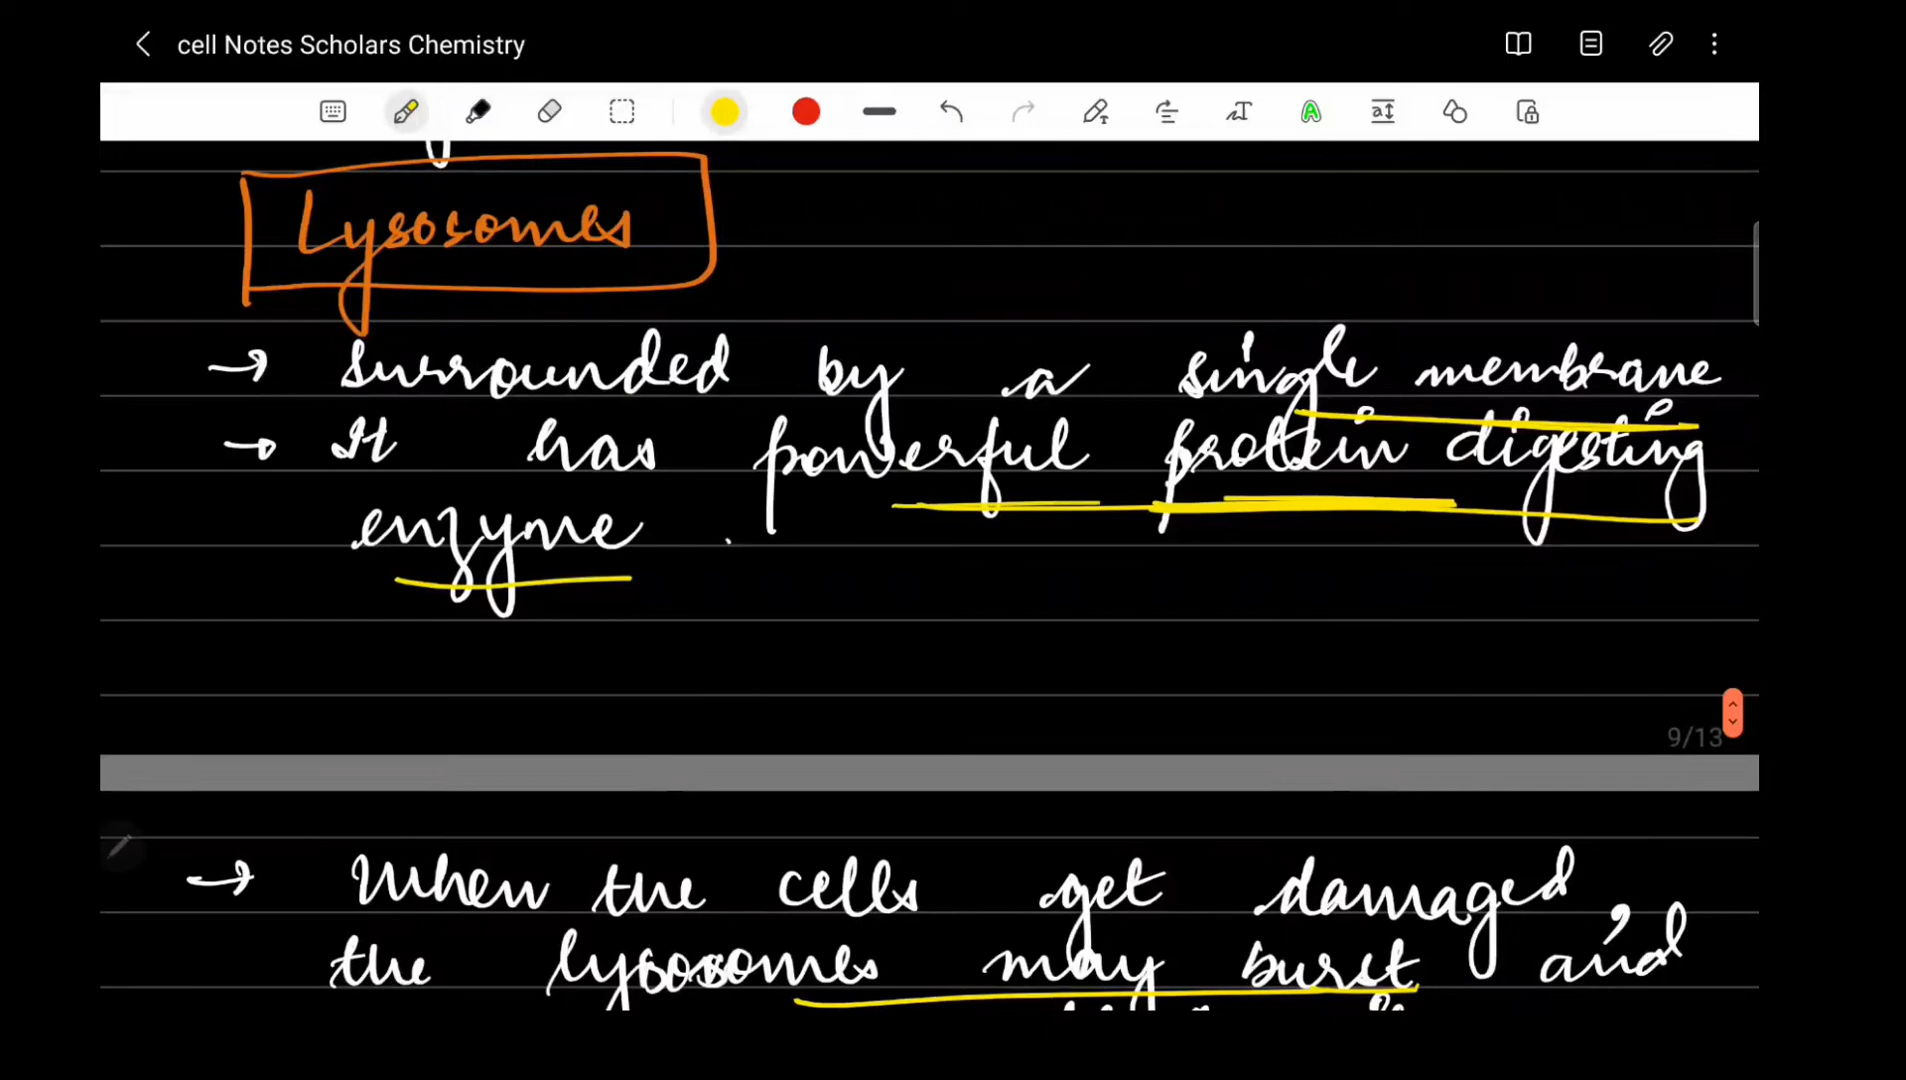 cell Notes Scholars Chemistry
Lysosomes
→ Surrounded by a single membrane
→ It has powerful protein digesting
enzyme .
9/13
→ When the cells get damaged,
the lysosomes may burst and